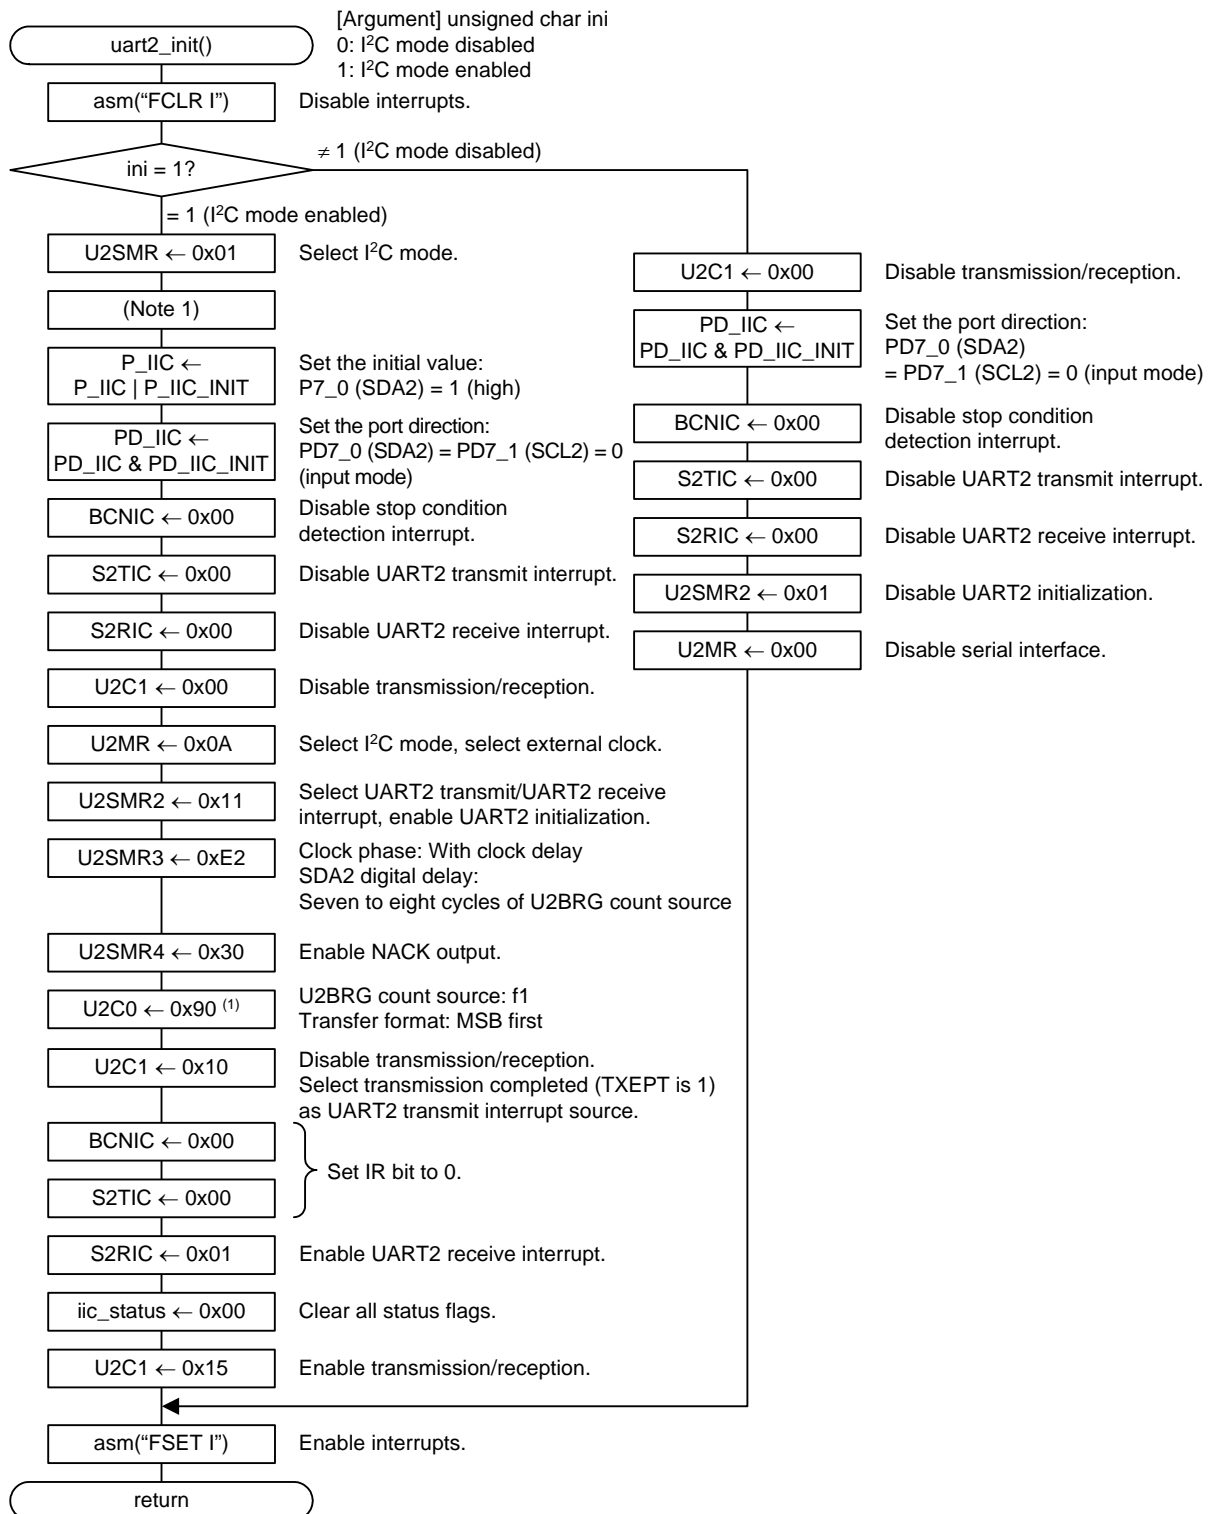 [Argument] unsigned char ini
0: I²C mode disabled
1: I²C mode enabled
uart2_init()
asm(“FCLR I”)
Disable interrupts.
ini = 1?
≠ 1 (I²C mode disabled)
= 1 (I²C mode enabled)
U2SMR ← 0x01
Select I²C mode.
(Note 1)
P_IIC ←
P_IIC | P_IIC_INIT
Set the initial value:
P7_0 (SDA2) = 1 (high)
PD_IIC ←
PD_IIC & PD_IIC_INIT
Set the port direction:
PD7_0 (SDA2) = PD7_1 (SCL2) = 0
(input mode)
BCNIC ← 0x00
Disable stop condition
detection interrupt.
S2TIC ← 0x00
Disable UART2 transmit interrupt.
S2RIC ← 0x00
Disable UART2 receive interrupt.
U2C1 ← 0x00
Disable transmission/reception.
U2MR ← 0x0A
Select I²C mode, select external clock.
U2SMR2 ← 0x11
Select UART2 transmit/UART2 receive
interrupt, enable UART2 initialization.
U2SMR3 ← 0xE2
Clock phase: With clock delay
SDA2 digital delay:
Seven to eight cycles of U2BRG count source
U2SMR4 ← 0x30
Enable NACK output.
U2C0 ← 0x90 (1)
U2BRG count source: f1
Transfer format: MSB first
U2C1 ← 0x10
Disable transmission/reception.
Select transmission completed (TXEPT is 1)
as UART2 transmit interrupt source.
BCNIC ← 0x00
S2TIC ← 0x00
Set IR bit to 0.
S2RIC ← 0x01
Enable UART2 receive interrupt.
iic_status ← 0x00
Clear all status flags.
U2C1 ← 0x15
Enable transmission/reception.
U2C1 ← 0x00
Disable transmission/reception.
PD_IIC ←
PD_IIC & PD_IIC_INIT
Set the port direction:
PD7_0 (SDA2)
= PD7_1 (SCL2) = 0 (input mode)
BCNIC ← 0x00
Disable stop condition
detection interrupt.
S2TIC ← 0x00
Disable UART2 transmit interrupt.
S2RIC ← 0x00
Disable UART2 receive interrupt.
U2SMR2 ← 0x01
Disable UART2 initialization.
U2MR ← 0x00
Disable serial interface.
asm(“FSET I”)
Enable interrupts.
return